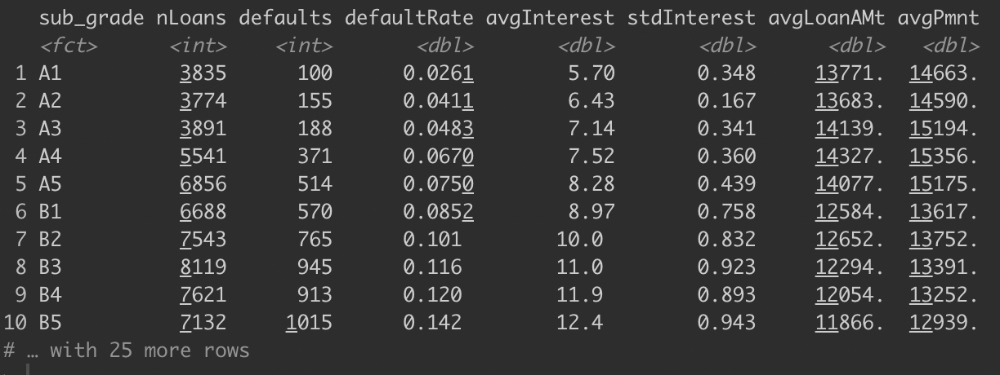 sub_grade nLoans defaults defaultRate avgInterest stdInterest avgLoanAMt avgPmnt
<fct> <int> <int> <dbl> <dbl> <dbl> <dbl> <dbl>
1 A1 3835 100 0.0261 5.70 0.348 13771. 14663.
2 A2 3774 155 0.0411 6.43 0.167 13683. 14590.
3 A3 3891 188 0.0483 7.14 0.341 14139. 15194.
4 A4 5541 371 0.0670 7.52 0.360 14327. 15356.
5 A5 6856 514 0.0750 8.28 0.439 14077. 15175.
6 B1 6688 570 0.0852 8.97 0.758 12584. 13617.
7 B2 7543 765 0.101 10.0 0.832 12652. 13752.
8 B3 8119 945 0.116 11.0 0.923 12294. 13391.
9 B4 7621 913 0.120 11.9 0.893 12054. 13252.
10 B5 7132 1015 0.142 12.4 0.943 11866. 12939.
# … with 25 more rows